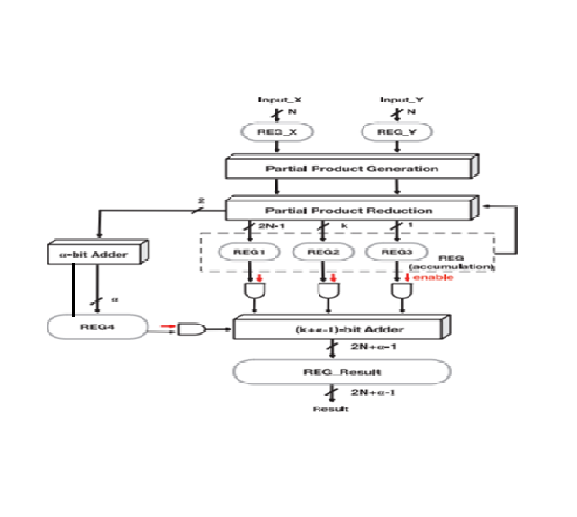 Input_X Input_Y
N N
REG_X REG_Y
Partial Product Generation
2
Partial Product Reduction
2N-1 k 1
α-bit Adder
REG1 REG2 REG3
REG
(accumulation)
enable
α
REG4
(k+α-1)-bit Adder
2N+α-1
REG_Result
2N+α-1
Result